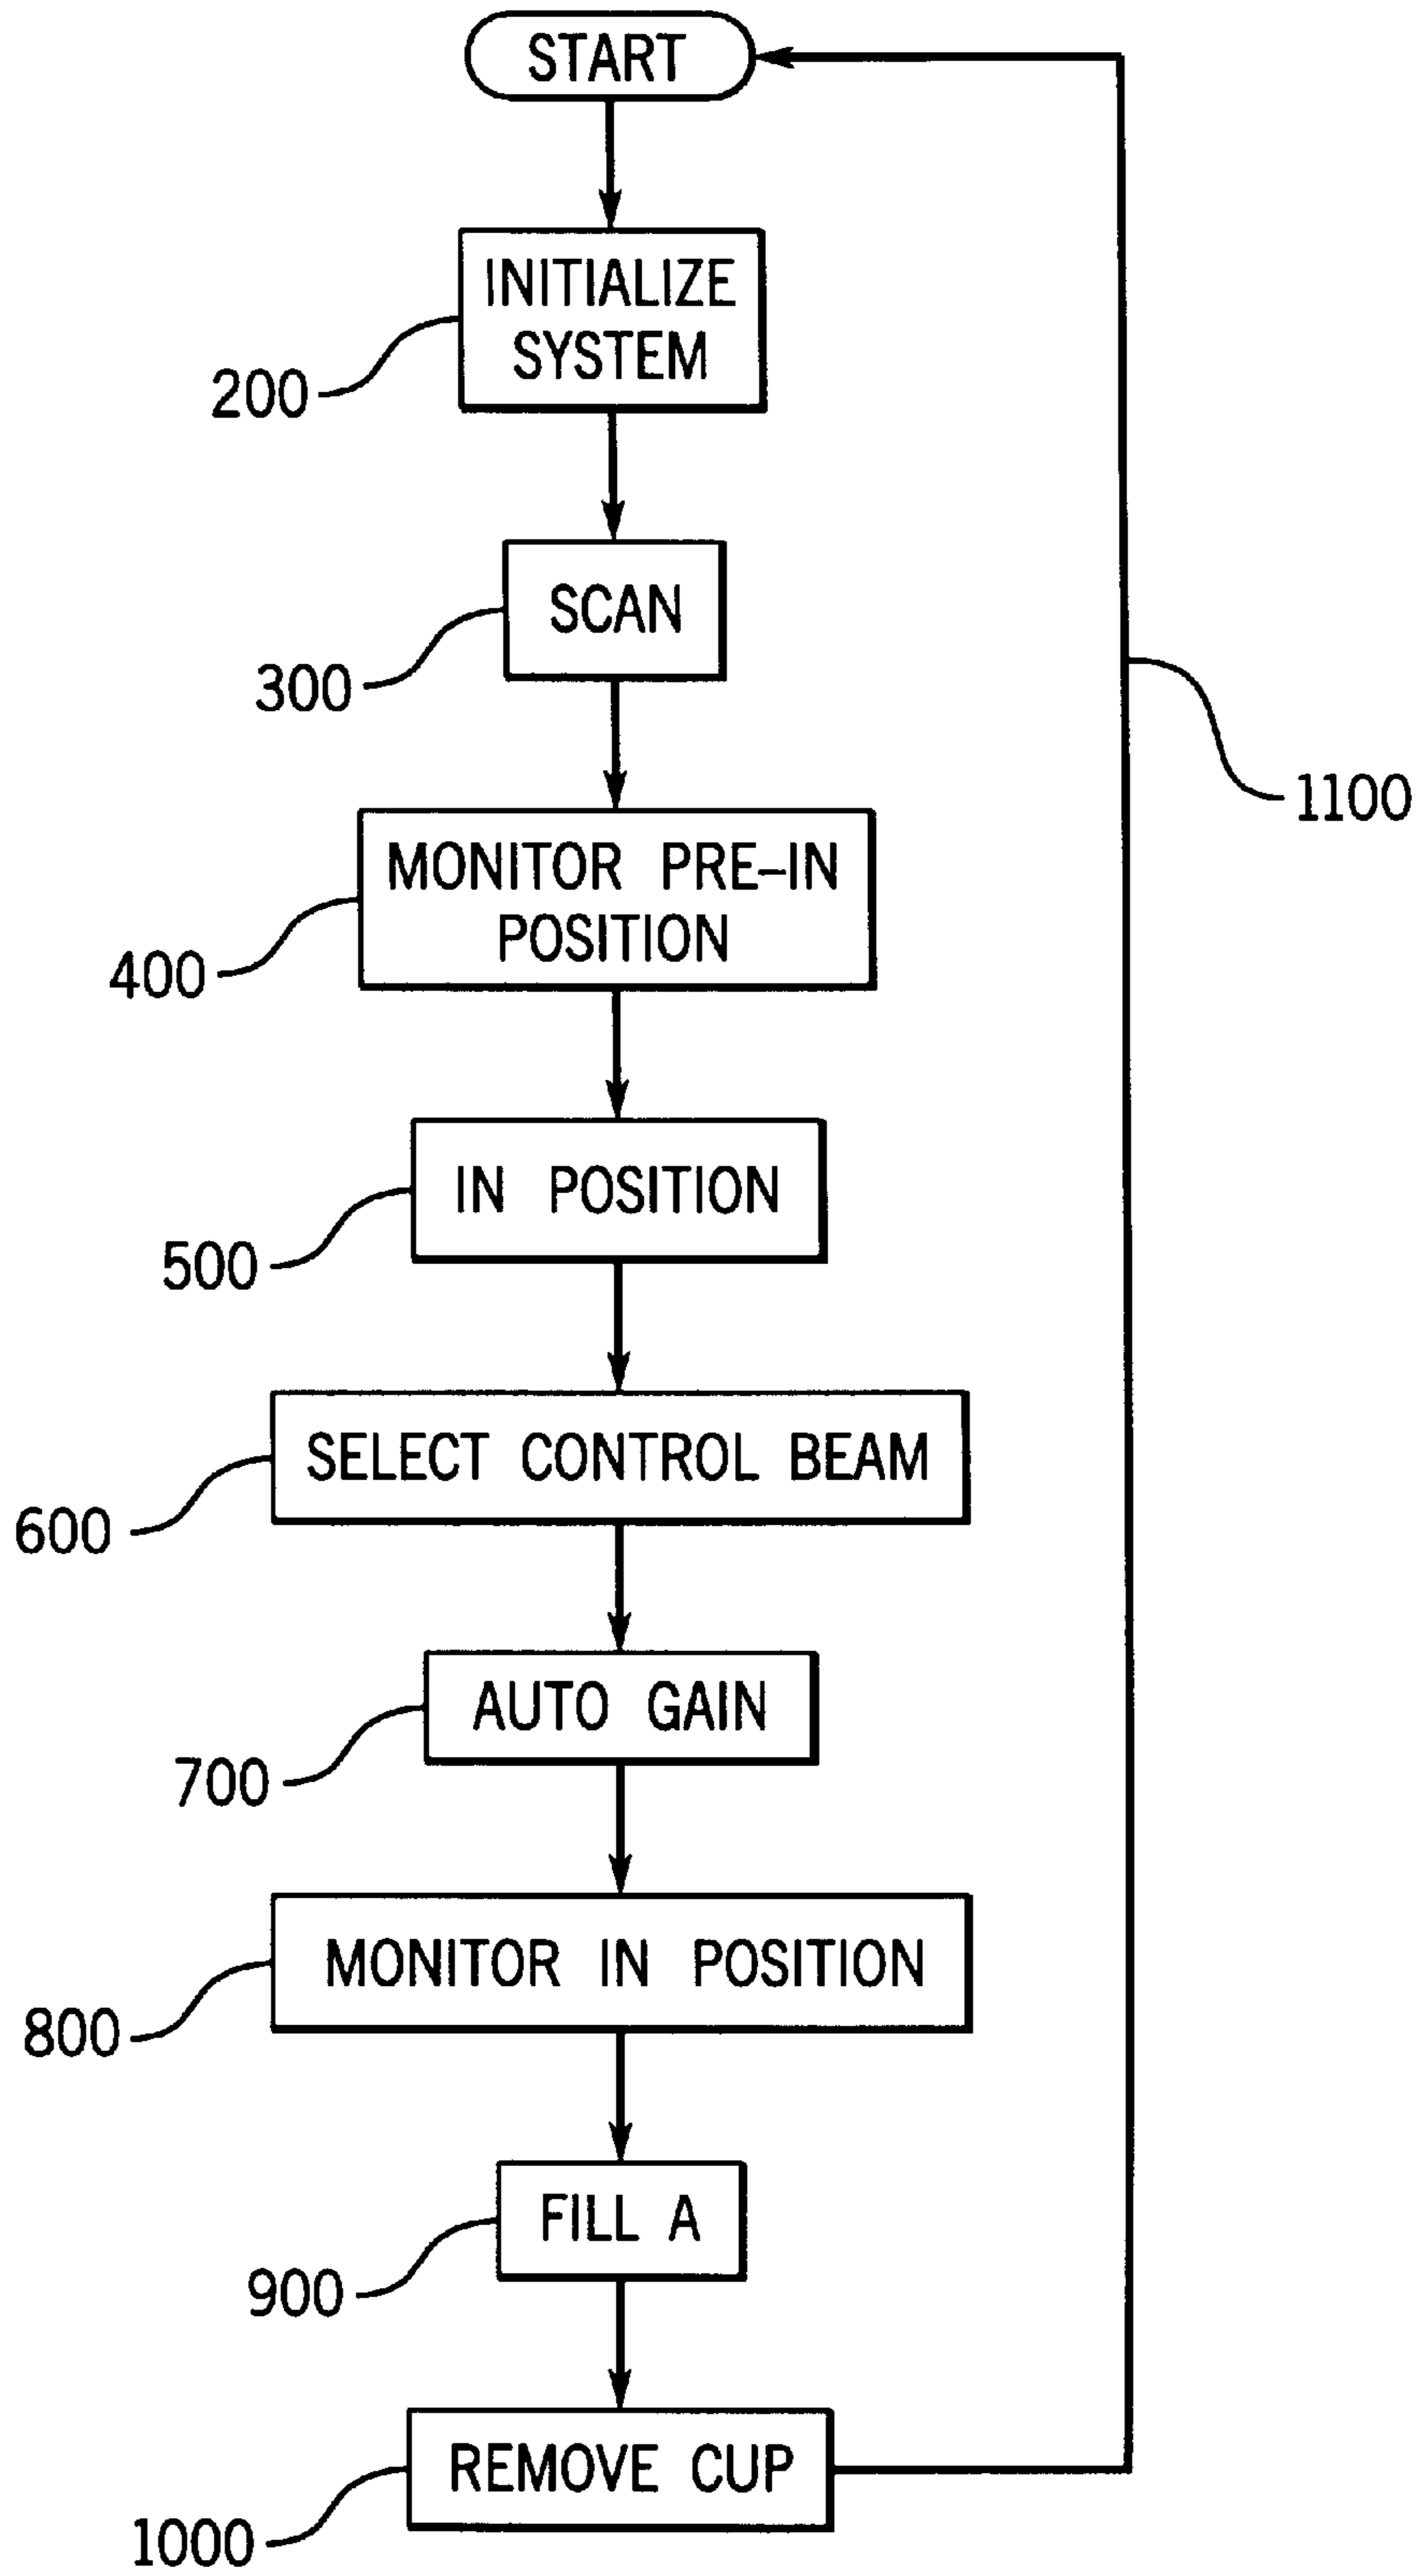 START
INITIALIZE
SYSTEM
200
SCAN
300
1100
MONITOR PRE-IN
POSITION
400
IN POSITION
500
SELECT CONTROL BEAM
600
AUTO GAIN
700
MONITOR IN POSITION
800
FILL A
900
REMOVE CUP
1000